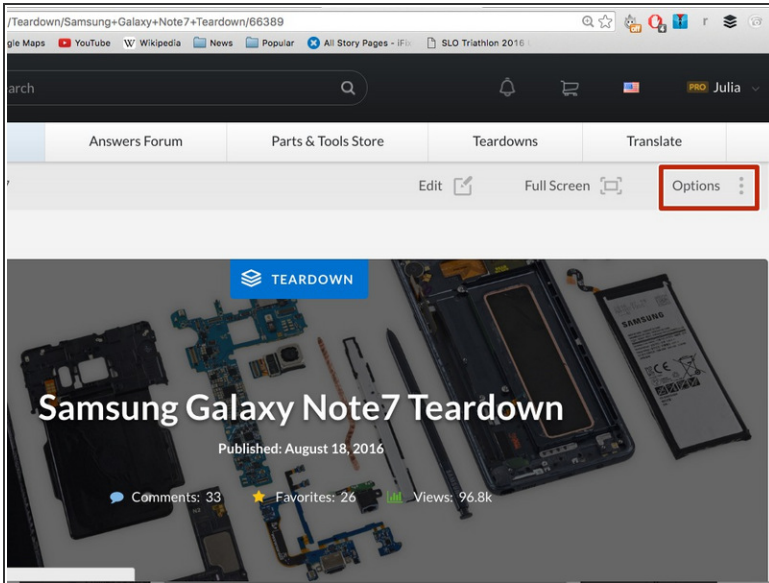 /Teardown/Samsung+Galaxy+Note7+Teardown/66389
gle Maps YouTube W Wikipedia News Popular All Story Pages - iFi SLO Triathlon 2016
arch PRO Julia
Answers Forum Parts & Tools Store Teardowns Translate
Edit Full Screen Options
TEARDOWN
SAMSUNG
Samsung Galaxy Note7 Teardown
Published: August 18, 2016
Comments: 33 Favorites: 26 Views: 96.8k